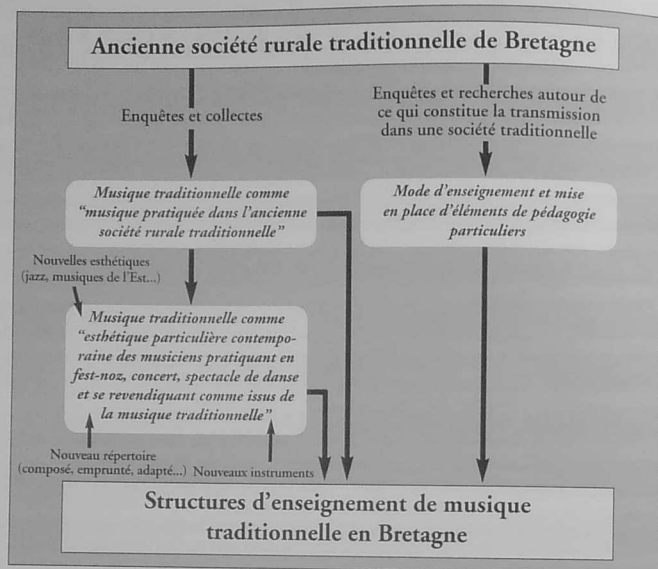 Ancienne société rurale traditionnelle de Bretagne
Enquêtes et collectes
Enquêtes et recherches autour de
ce qui constitue la transmission
dans une société traditionnelle
Musique traditionnelle comme
“musique pratiquée dans l’ancienne
société rurale traditionnelle”
Mode d’enseignement et mise
en place d’éléments de pédagogie
particuliers
Nouvelles esthétiques
(jazz, musiques de l’Est...)
Musique traditionnelle comme
“esthétique particulière contempo-
raine des musiciens pratiquant en
fest-noz, concert, spectacle de danse
et se revendiquant comme issus de
la musique traditionnelle”
Nouveau répertoire
(composé, emprunté, adapté...)
Nouveaux instruments
Structures d’enseignement de musique
traditionnelle en Bretagne